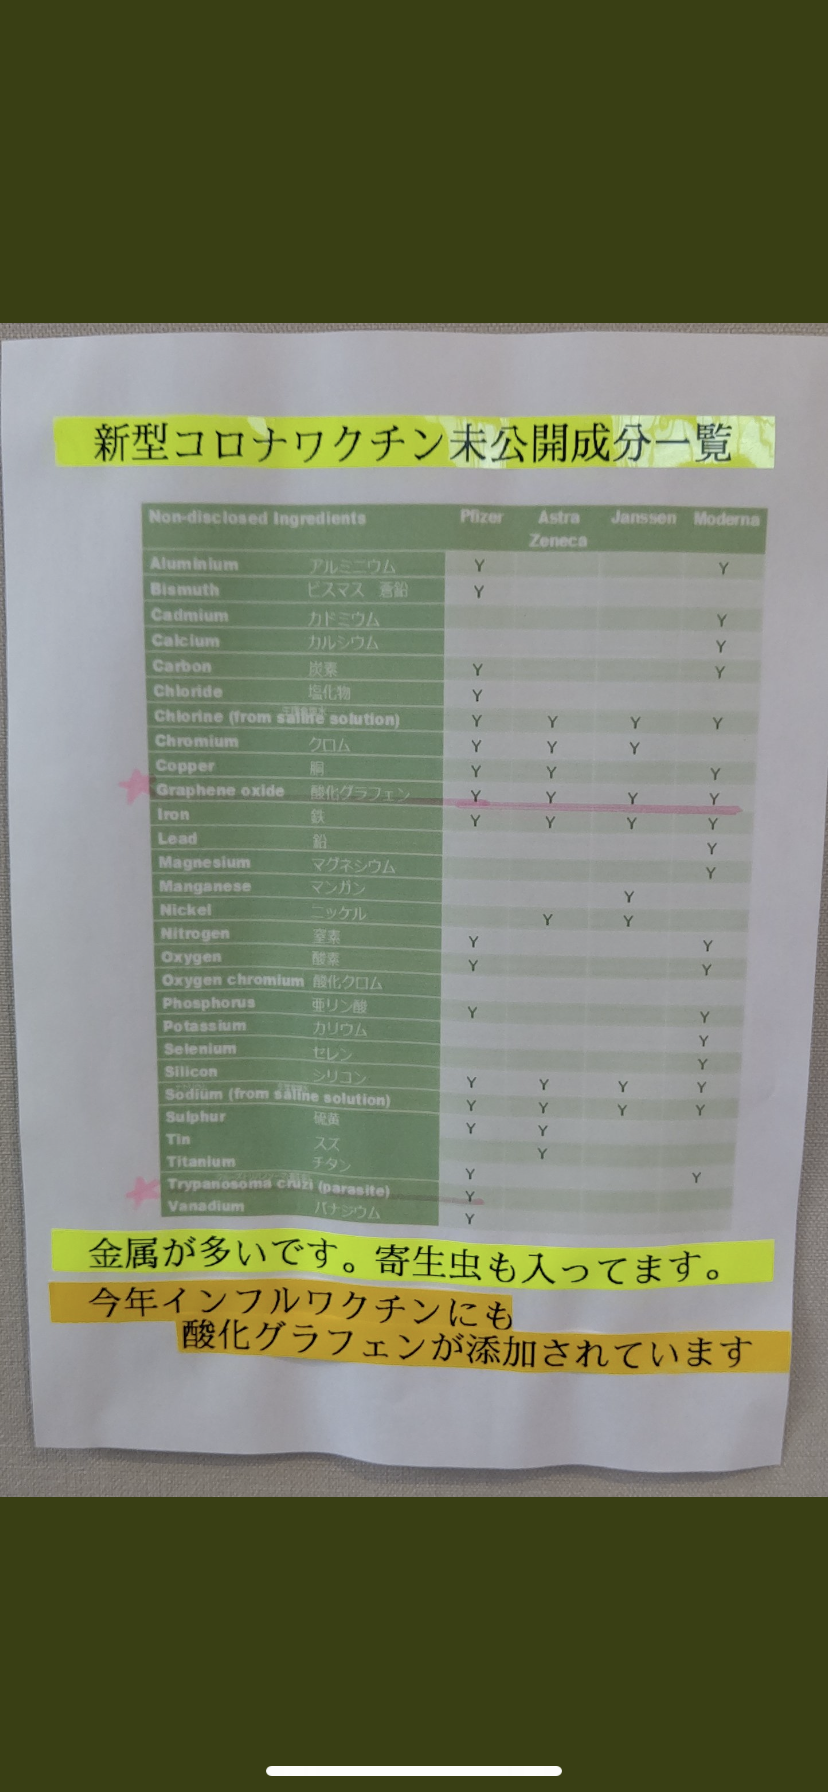 新型コロナワクチン未公開成分一覧
Non-disclosed Ingredients Pfizer Astra Zeneca Janssen Moderna
Aluminium アルミニウム Y Y
Bismuth ビスマス 蒼鉛 Y
Cadmium カドミウム Y
Calcium カルシウム Y
Carbon 炭素 Y Y
Chloride 塩化物 Y
Chlorine (from saline solution) Y Y Y Y
Chromium クロム Y Y Y
Copper 銅 Y Y Y
Graphene oxide 酸化グラフェン Y Y Y Y
Iron 鉄 Y Y Y Y
Lead 鉛 Y
Magnesium マグネシウム Y
Manganese マンガン Y
Nickel ニッケル Y Y
Nitrogen 窒素 Y Y
Oxygen 酸素 Y Y
Oxygen chromium 酸化クロム
Phosphorus 亜リン酸 Y Y
Potassium カリウム Y
Selenium セレン Y
Silicon シリコン Y Y Y Y
Sodium (from saline solution) Y Y Y Y
Sulphur 硫黄 Y Y
Tin スズ Y
Titanium チタン Y Y
Trypanosoma cruzi (parasite) Y
Vanadium バナジウム Y
金属が多いです。寄生虫も入ってます。
今年インフルワクチンにも
酸化グラフェンが添加されています